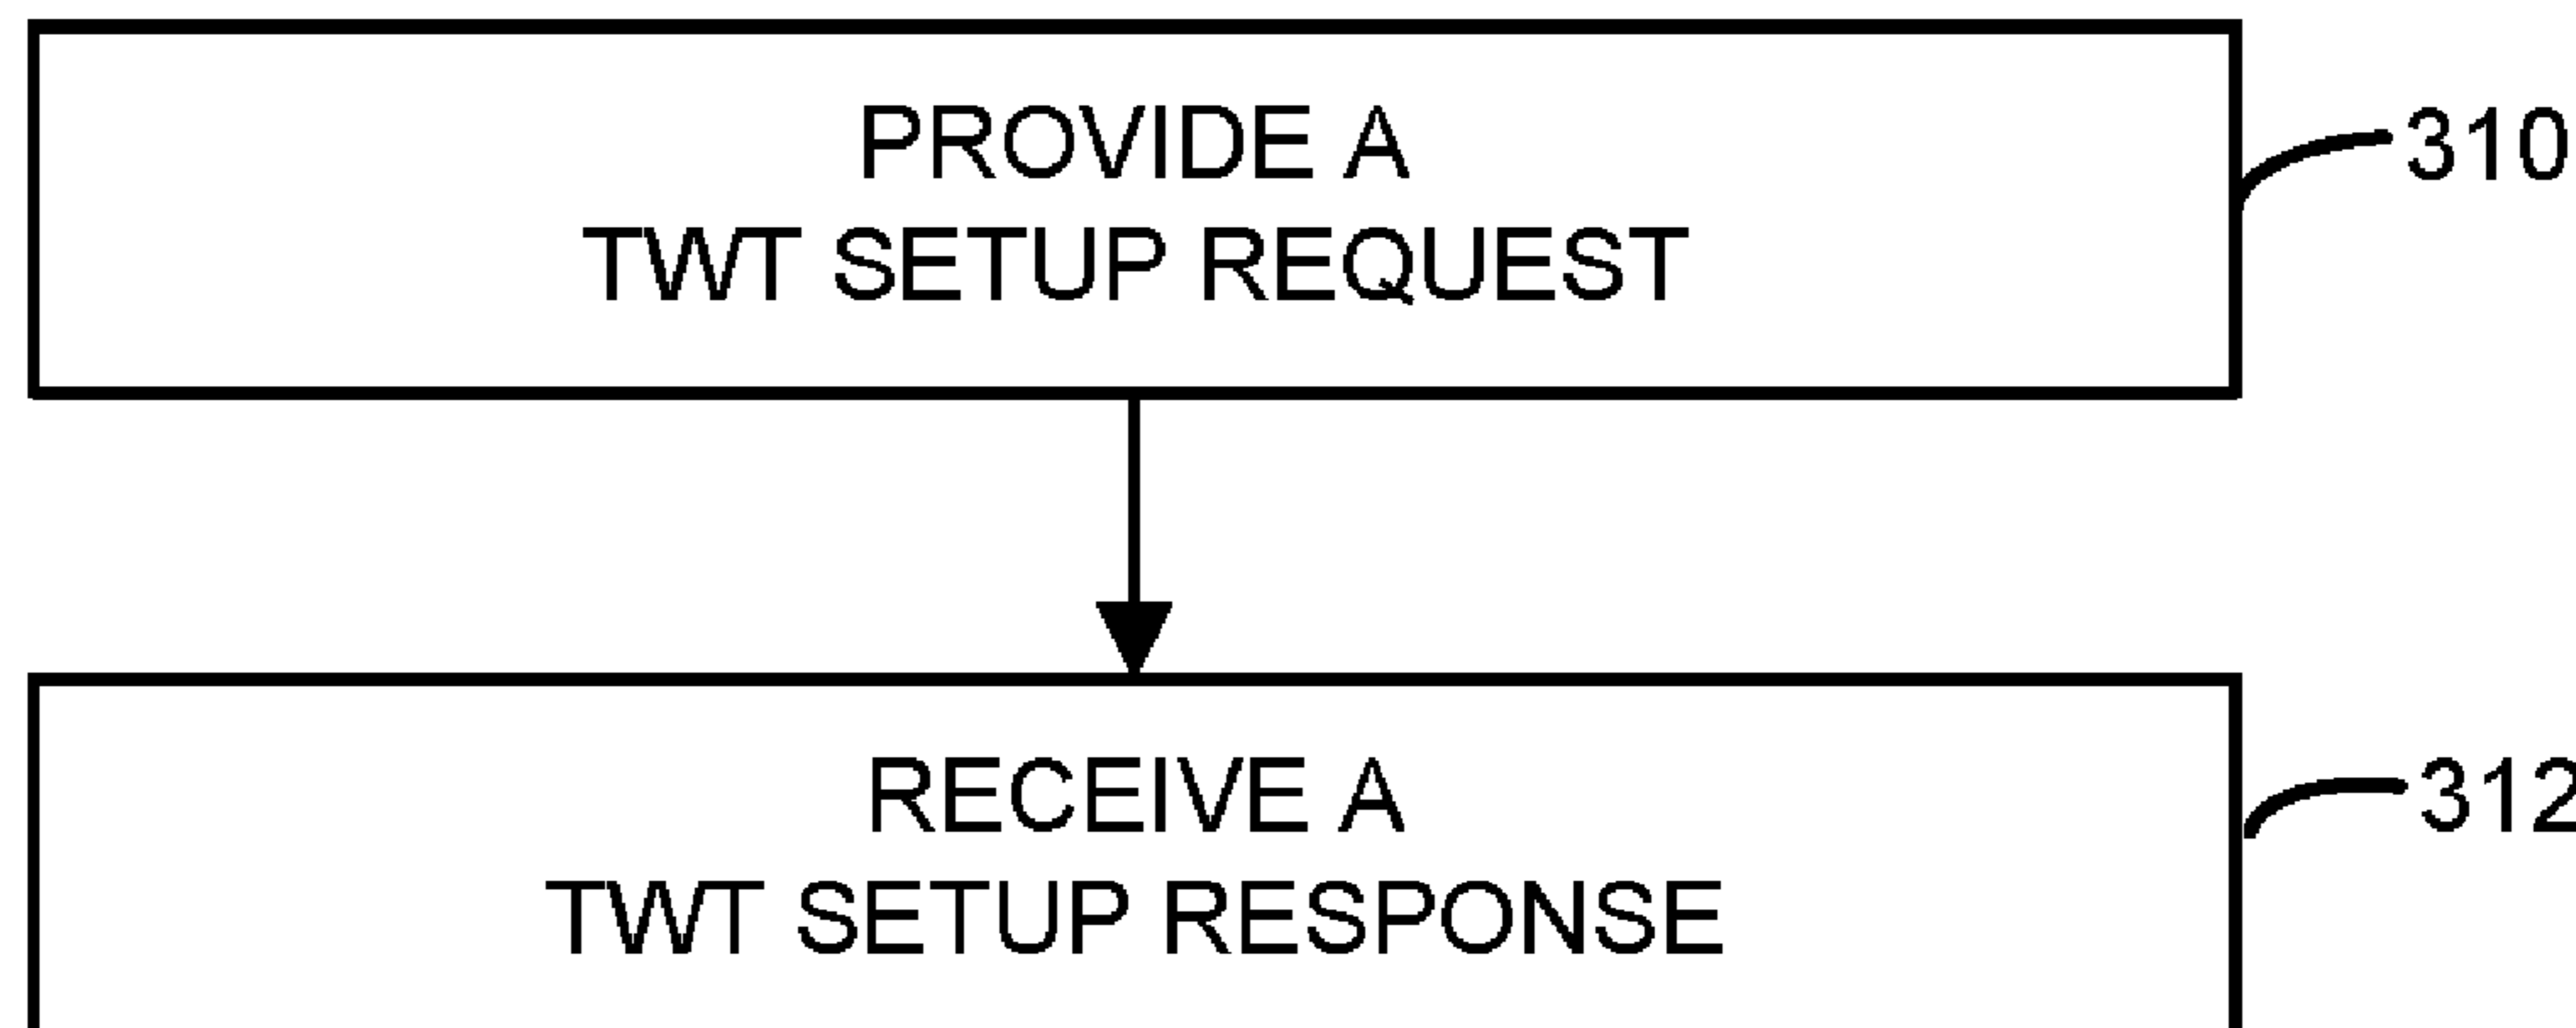 PROVIDE A
TWT SETUP REQUEST
310
RECEIVE A
TWT SETUP RESPONSE
312